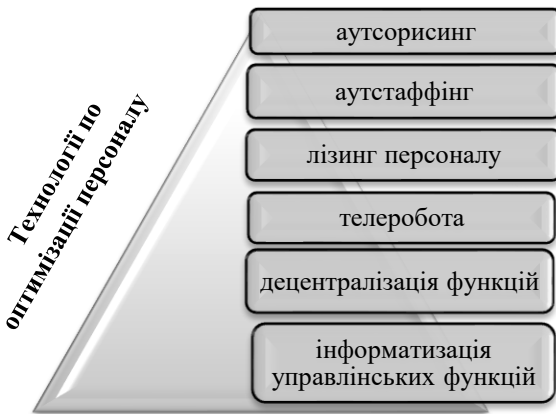 Технології по
оптимізації персоналу
аутсорисинг
аутстаффінг
лізинг персоналу
телеробота
децентралізація функцій
інформатизація
управлінських функцій